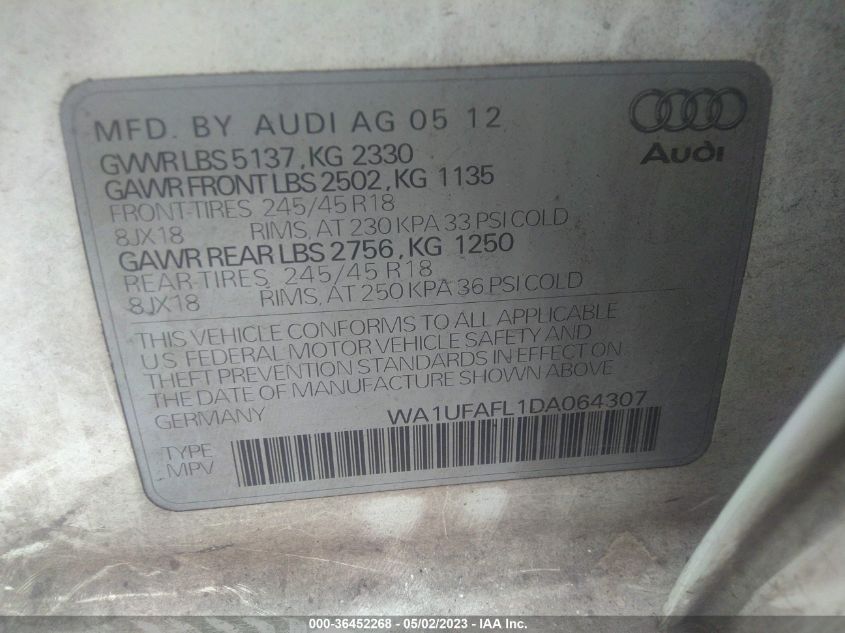 MFD. BY AUDI AG 05 12
Audi
GVWR LBS 5137, KG 2330
GAWR FRONT LBS 2502, KG 1135
FRONT-TIRES 245/45 R18
8JX18 RIMS, AT 230 KPA 33 PSI COLD
GAWR REAR LBS 2756, KG 1250
REAR-TIRES 245/45 R18
8JX18 RIMS, AT 250 KPA 36 PSI COLD
THIS VEHICLE CONFORMS TO ALL APPLICABLE
U S FEDERAL MOTOR VEHICLE SAFETY AND
THEFT PREVENTION STANDARDS IN EFFECT ON
THE DATE OF MANUFACTURE SHOWN ABOVE
GERMANY WA1UFAFL1DA064307
TYPE
MPV
000-36452268 - 05/02/2023 - IAA Inc.